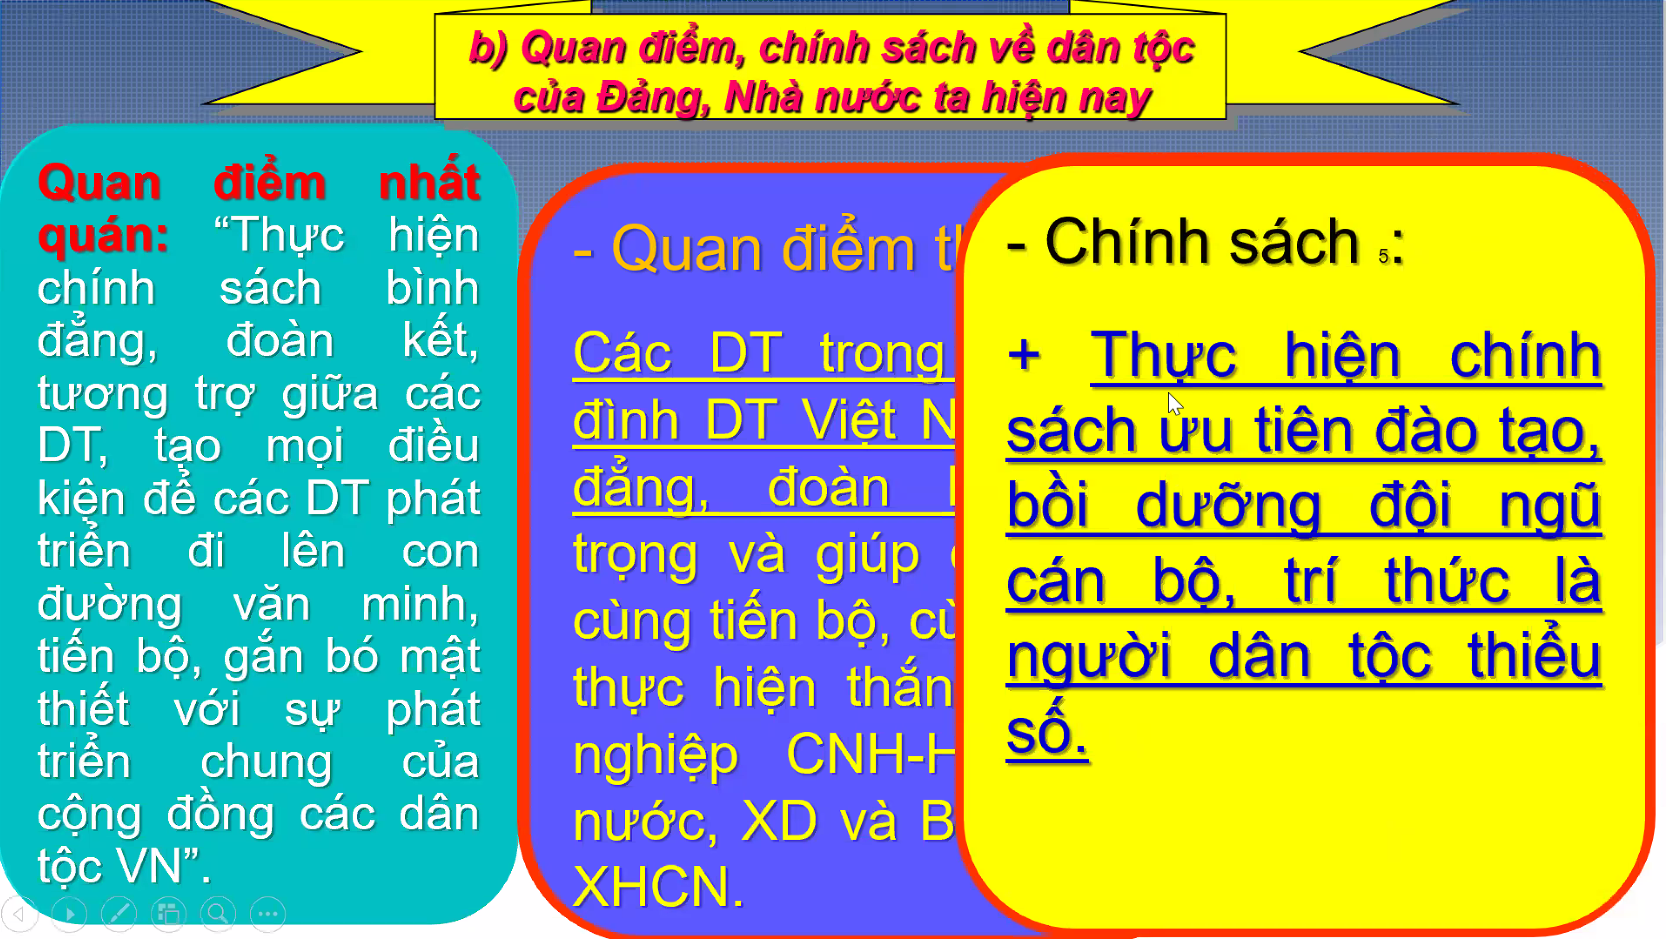 b) Quan điểm, chính sách về dân tộc
của Đảng, Nhà nước ta hiện nay
Quan điểm nhất
quán: “Thực hiện
chính sách bình
đẳng, đoàn kết,
tương trợ giữa các
DT, tạo mọi điều
kiện để các DT phát
triển đi lên con
đường văn minh,
tiến bộ, gắn bó mật
thiết với sự phát
triển chung của
cộng đồng các dân
tộc VN”.
- Quan điểm
Các DT trong
đình DT Việt
đẳng, đoàn
trọng và giúp
cùng tiến bộ,
thực hiện
nghiệp
nước, XD và
XHCN.
- Chính sách 5:
+ Thực hiện chính
sách ưu tiên đào tạo,
bồi dưỡng đội ngũ
cán bộ, trí thức là
người dân tộc thiểu
số.